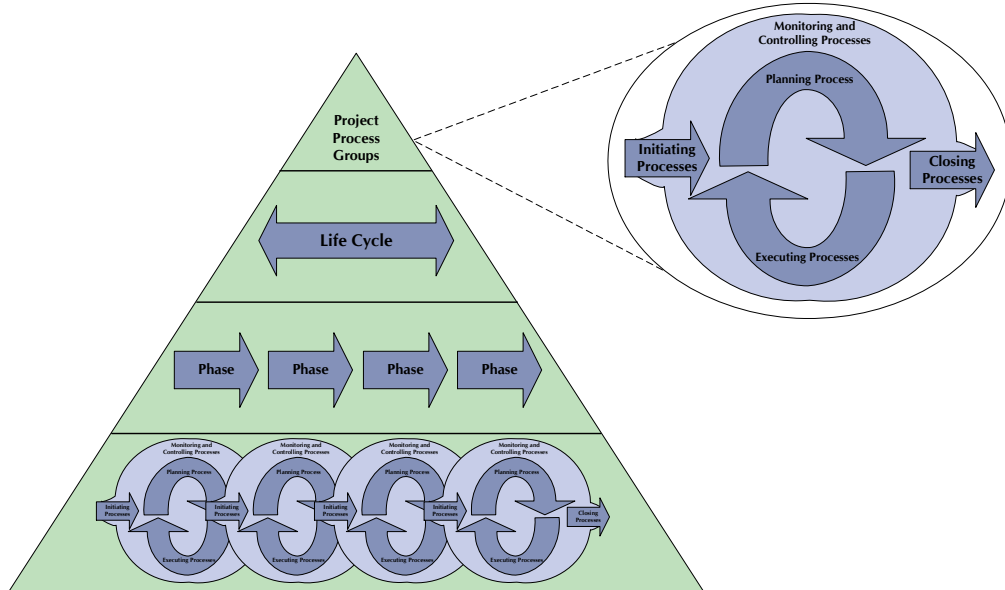 Monitoring and
Controlling Processes
Planning Process
Initiating
Processes
Closing
Processes
Executing Processes
Project
Process
Groups
Life Cycle
Phase
Phase
Phase
Phase
Monitoring and
Controlling Processes
Planning Process
Initiating
Processes
Executing Processes
Monitoring and
Controlling Processes
Planning Process
Initiating
Processes
Executing Processes
Monitoring and
Controlling Processes
Planning Process
Initiating
Processes
Executing Processes
Monitoring and
Controlling Processes
Planning Process
Initiating
Processes
Executing Processes
Closing
Processes